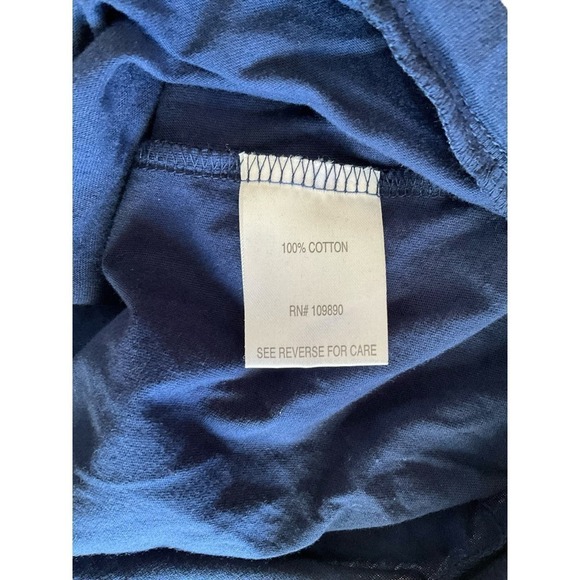 100% COTTON
RN# 109890
SEE REVERSE FOR CARE